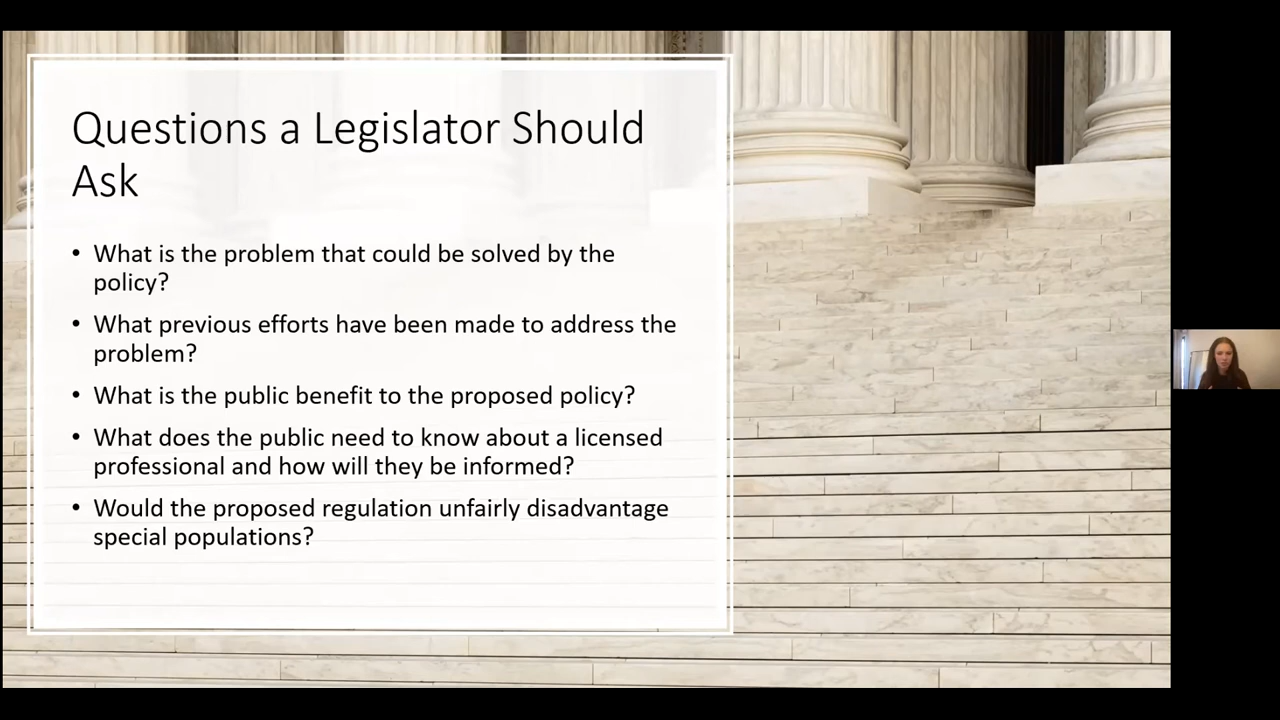 Questions a Legislator Should
Ask
• What is the problem that could be solved by the
policy?
• What previous efforts have been made to address the
problem?
• What is the public benefit to the proposed policy?
• What does the public need to know about a licensed
professional and how will they be informed?
• Would the proposed regulation unfairly disadvantage
special populations?